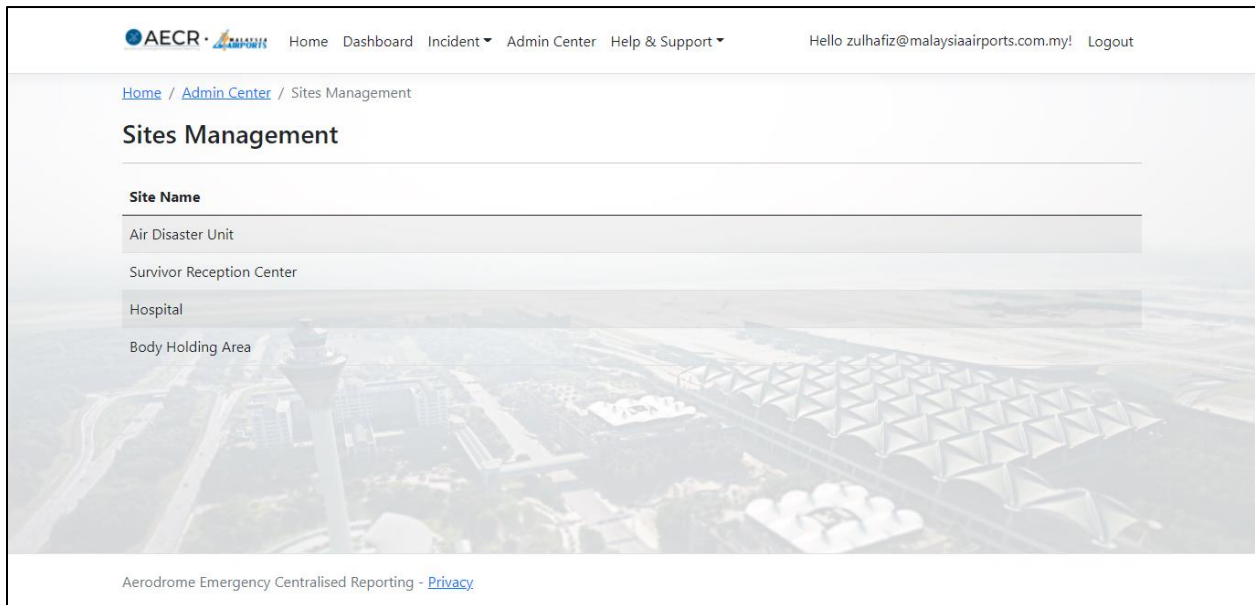 AECR · MALAYSIA AIRPORTS Home Dashboard Incident Admin Center Help & Support Hello zulhafiz@malaysiaairports.com.my! Logout
Home / Admin Center / Sites Management
Sites Management
Site Name
Air Disaster Unit
Survivor Reception Center
Hospital
Body Holding Area
Aerodrome Emergency Centralised Reporting - Privacy